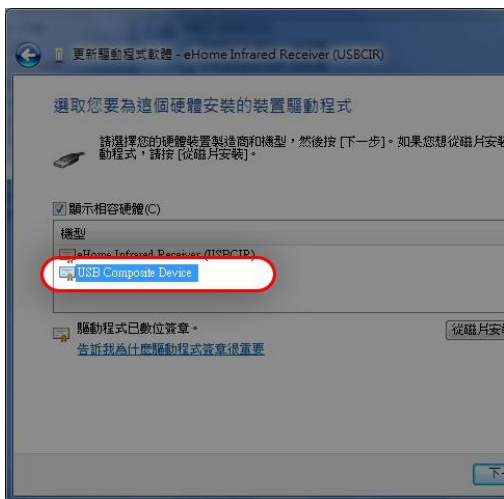 更新驅動程式軟體 - eHome Infrared Receiver (USBCIR)
選取您要為這個硬體安裝的裝置驅動程式
請選擇您的硬體裝置製造商和機型，然後按 [下一步]。如果您想從磁片安裝
動程式，請按 [從磁片安裝]。
顯示相容硬體(C)
機型
eHome Infrared Receiver (USBCIR)
USB Composite Device
驅動程式已數位簽章。
從磁片安
告訴我為什麼驅動程式簽章很重要
下一